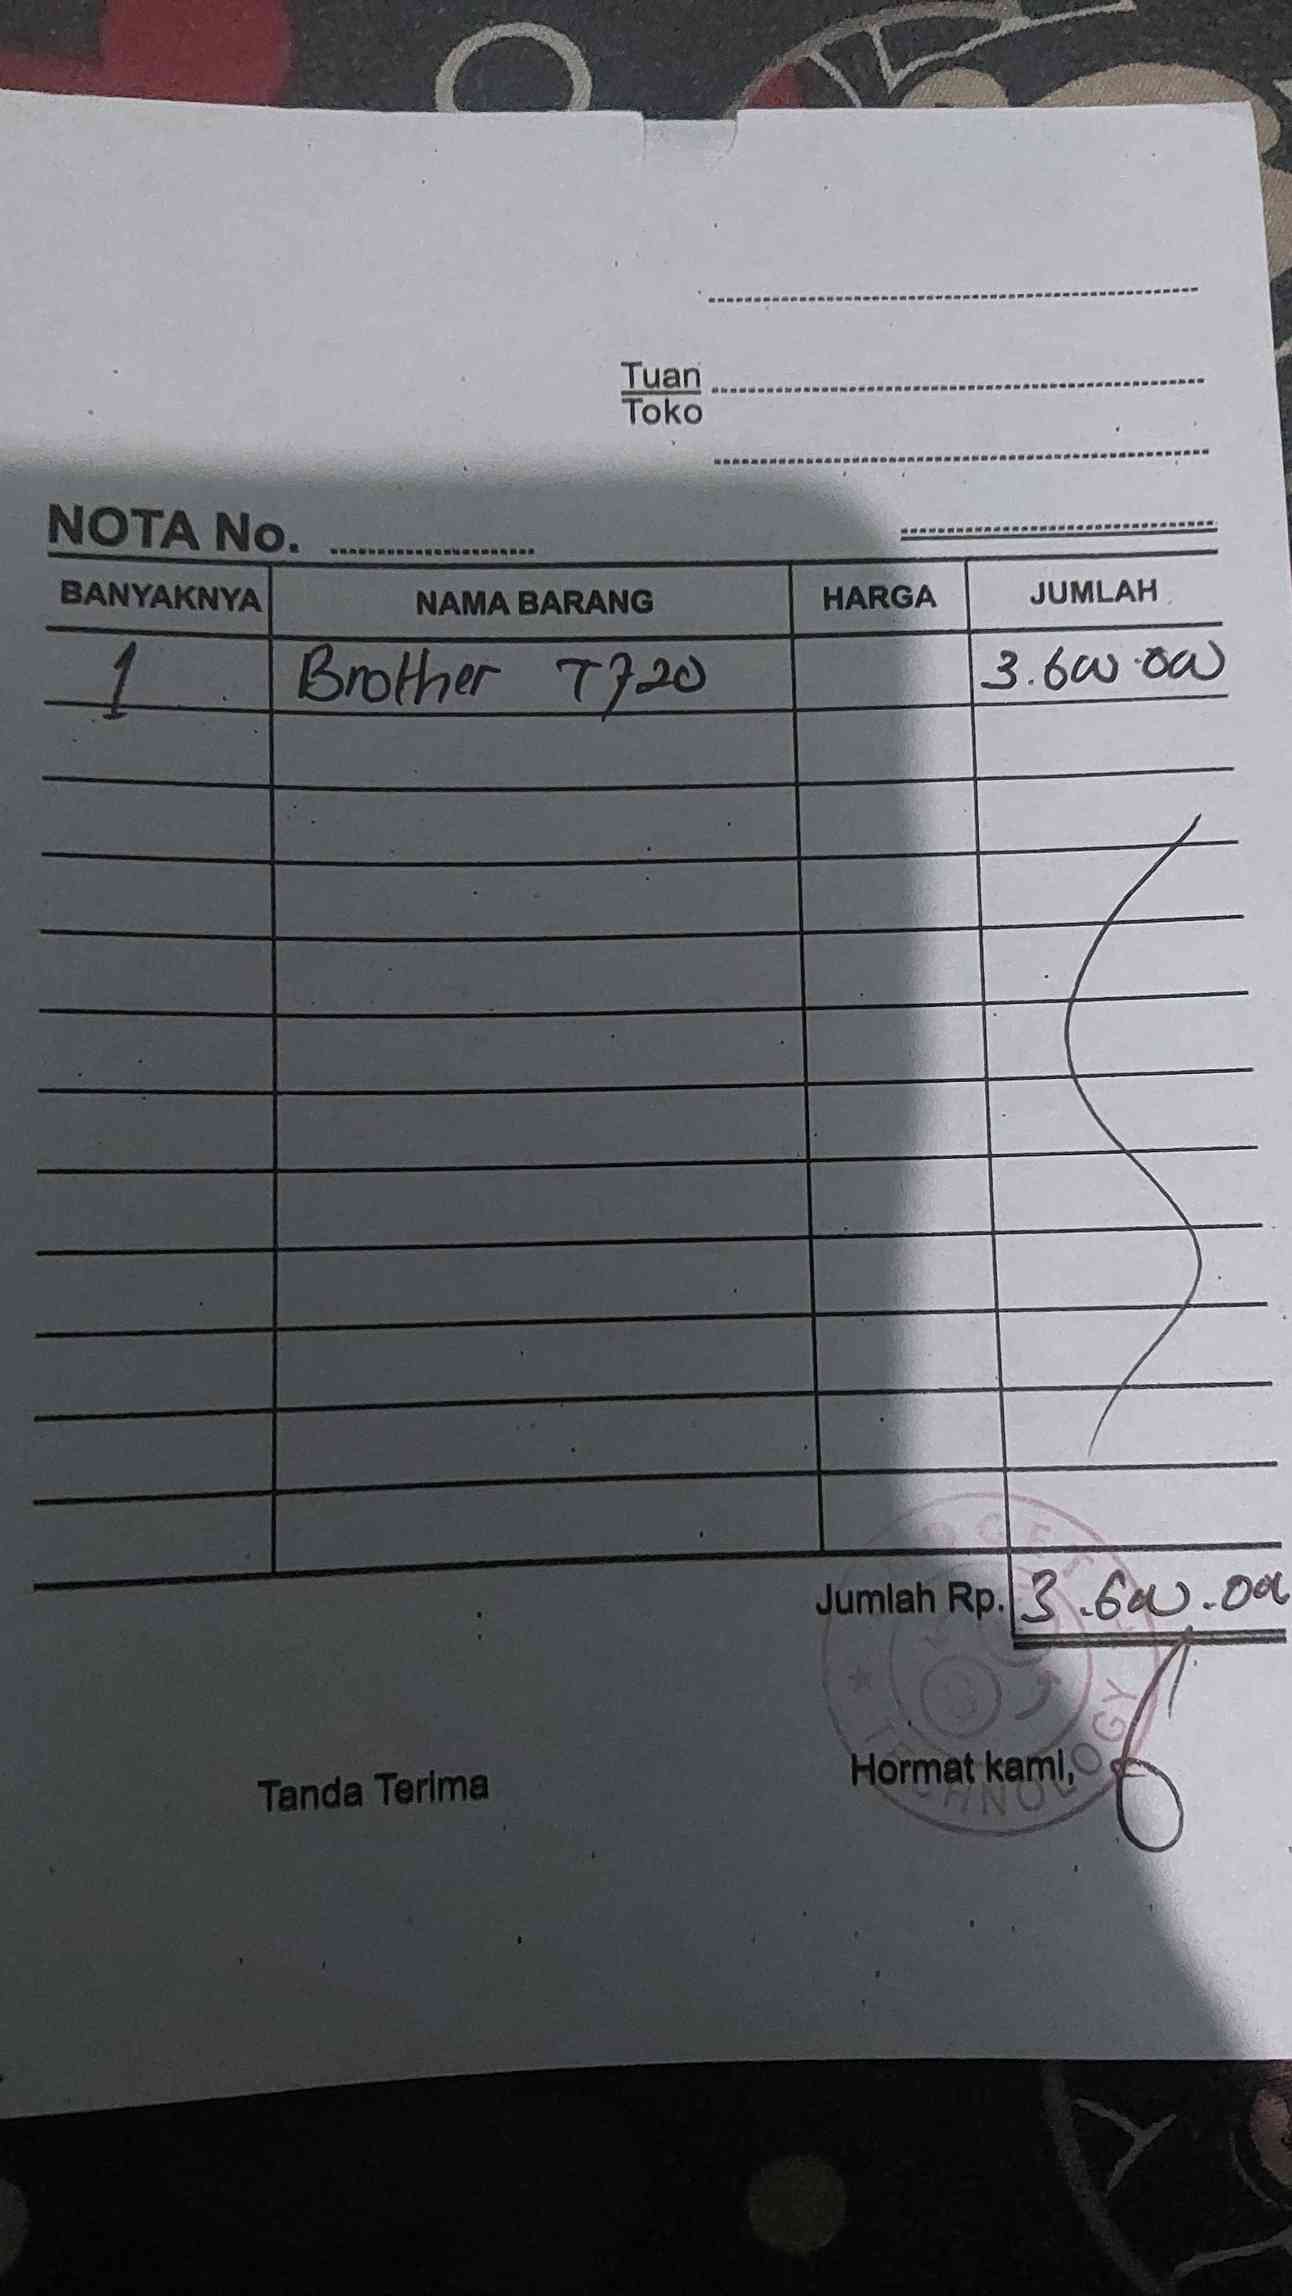 Tuan
Toko
NOTA No.
BANYAKNYA NAMA BARANG HARGA JUMLAH
1 Brother T720 3.600.000
Jumlah Rp. 3.600.000
Tanda Terima Hormat kami,
TECHNOLOGY